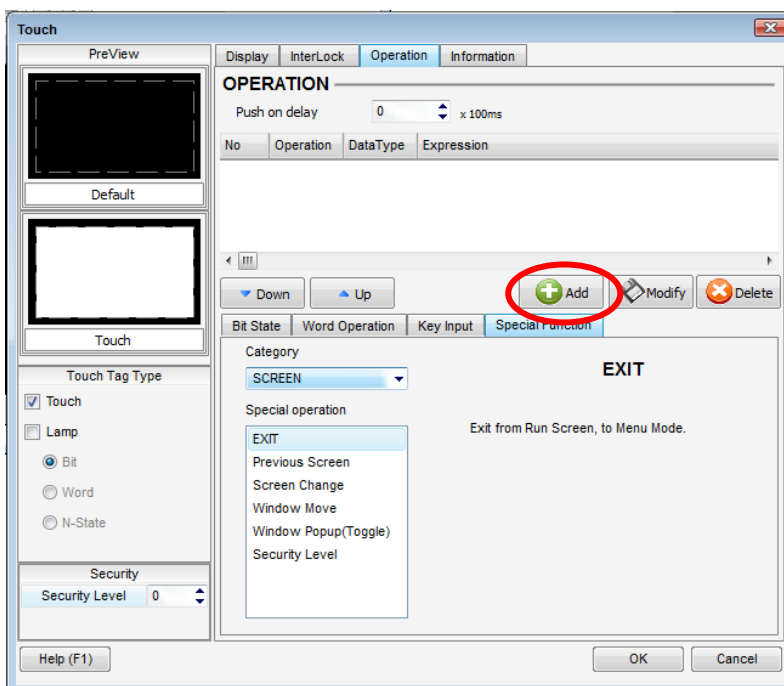 Touch
PreView
Default
Touch
Touch Tag Type
Touch
Lamp
Bit
Word
N-State
Security
Security Level 0
Display InterLock Operation Information
OPERATION
Push on delay 0 x 100ms
No Operation DataType Expression
Down Up Add Modify Delete
Bit State Word Operation Key Input Special Function
Category
SCREEN
Special operation
EXIT
Previous Screen
Screen Change
Window Move
Window Popup(Toggle)
Security Level
EXIT
Exit from Run Screen, to Menu Mode.
Help (F1) OK Cancel